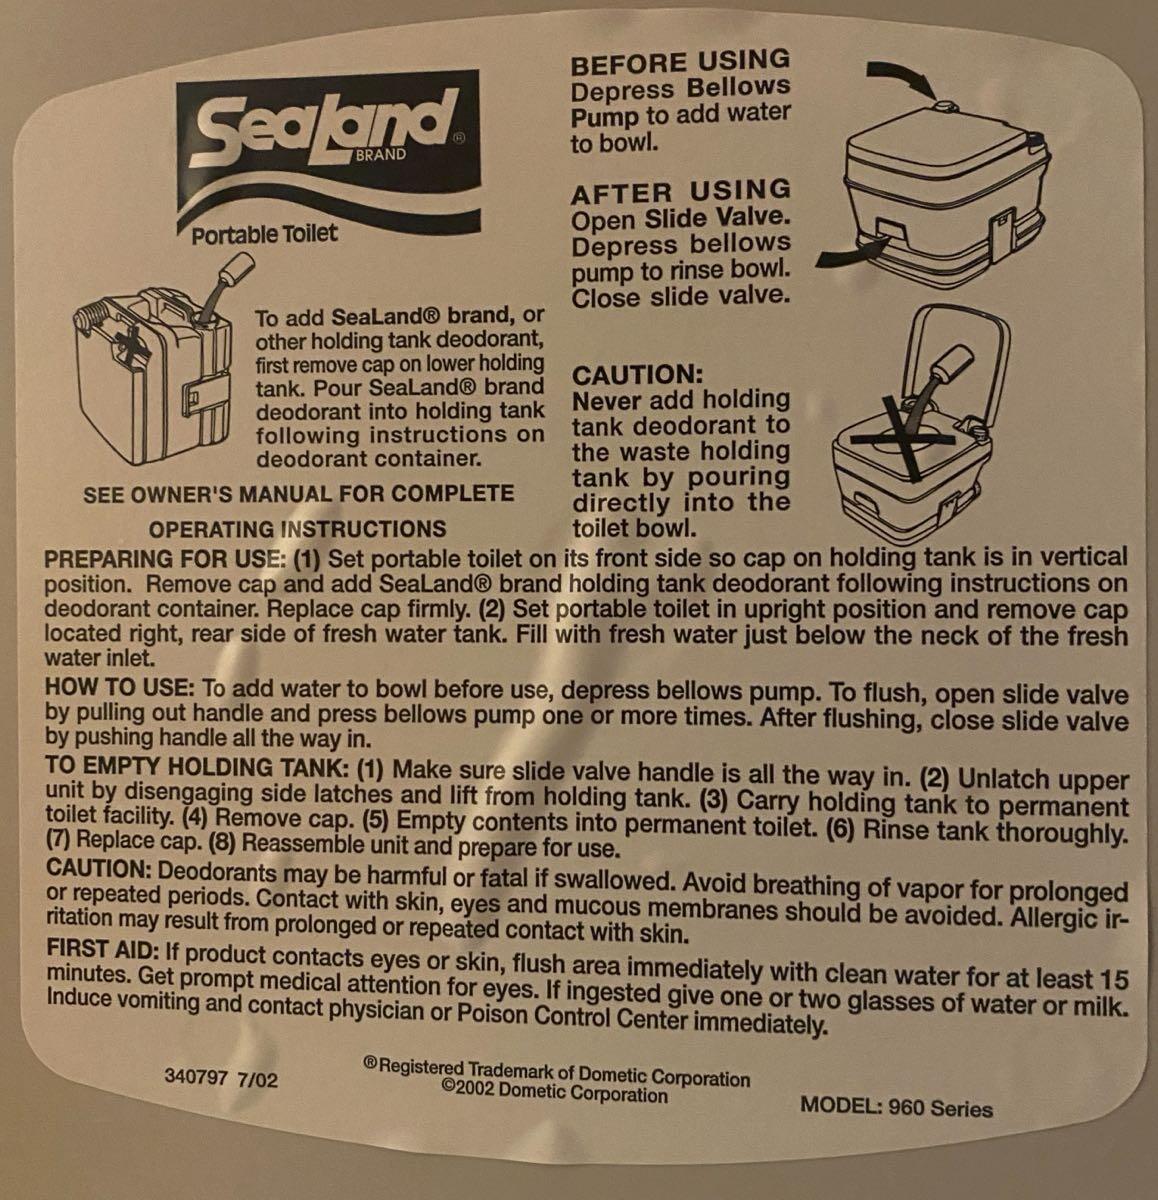 SeaLand®
BRAND
Portable Toilet
BEFORE USING
Depress Bellows
Pump to add water
to bowl.
AFTER USING
Open Slide Valve.
Depress bellows
pump to rinse bowl.
Close slide valve.
To add SeaLand® brand, or
other holding tank deodorant,
first remove cap on lower holding
tank. Pour SeaLand® brand
deodorant into holding tank
following instructions on
deodorant container.
CAUTION:
Never add holding
tank deodorant to
the waste holding
tank by pouring
directly into the
toilet bowl.
SEE OWNER'S MANUAL FOR COMPLETE
OPERATING INSTRUCTIONS
PREPARING FOR USE: (1) Set portable toilet on its front side so cap on holding tank is in vertical
position. Remove cap and add SeaLand® brand holding tank deodorant following instructions on
deodorant container. Replace cap firmly. (2) Set portable toilet in upright position and remove cap
located right, rear side of fresh water tank. Fill with fresh water just below the neck of the fresh
water inlet.
HOW TO USE: To add water to bowl before use, depress bellows pump. To flush, open slide valve
by pulling out handle and press bellows pump one or more times. After flushing, close slide valve
by pushing handle all the way in.
TO EMPTY HOLDING TANK: (1) Make sure slide valve handle is all the way in. (2) Unlatch upper
unit by disengaging side latches and lift from holding tank. (3) Carry holding tank to permanent
toilet facility. (4) Remove cap. (5) Empty contents into permanent toilet. (6) Rinse tank thoroughly.
(7) Replace cap. (8) Reassemble unit and prepare for use.
CAUTION: Deodorants may be harmful or fatal if swallowed. Avoid breathing of vapor for prolonged
or repeated periods. Contact with skin, eyes and mucous membranes should be avoided. Allergic ir-
ritation may result from prolonged or repeated contact with skin.
FIRST AID: If product contacts eyes or skin, flush area immediately with clean water for at least 15
minutes. Get prompt medical attention for eyes. If ingested give one or two glasses of water or milk.
Induce vomiting and contact physician or Poison Control Center immediately.
340797 7/02
®Registered Trademark of Dometic Corporation
©2002 Dometic Corporation
MODEL: 960 Series